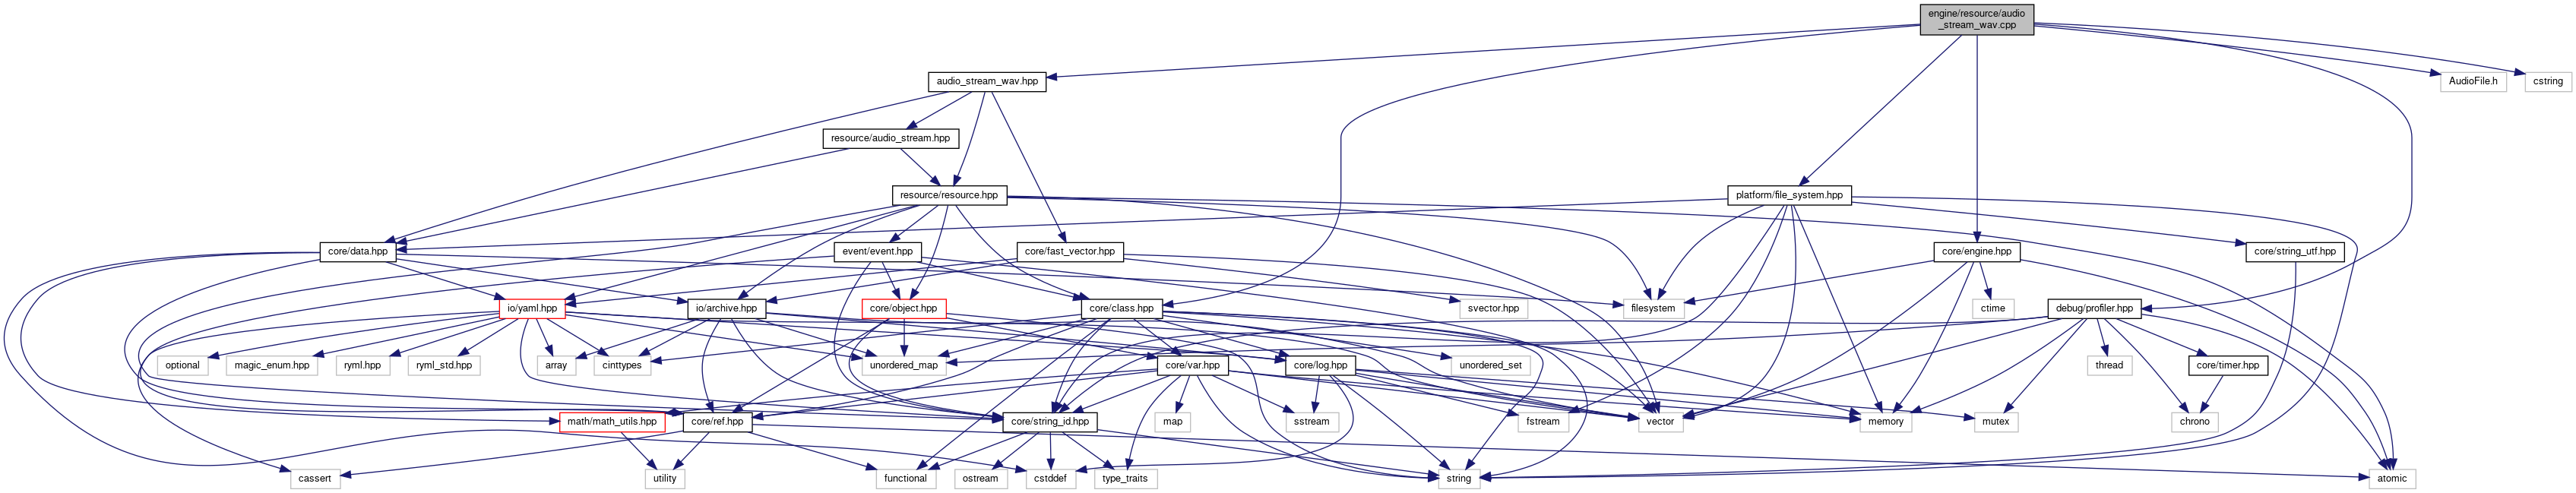 engine/resource/audio
_stream_wav.cpp
audio_stream_wav.hpp
AudioFile.h
cstring
resource/audio_stream.hpp
resource/resource.hpp
platform/file_system.hpp
core/data.hpp
event/event.hpp
core/fast_vector.hpp
core/engine.hpp
core/string_utf.hpp
io/yaml.hpp
io/archive.hpp
core/object.hpp
core/class.hpp
svector.hpp
filesystem
ctime
debug/profiler.hpp
optional
magic_enum.hpp
ryml.hpp
ryml_std.hpp
array
cinttypes
unordered_map
core/var.hpp
core/log.hpp
unordered_set
thread
core/timer.hpp
math/math_utils.hpp
core/ref.hpp
core/string_id.hpp
map
sstream
fstream
vector
memory
mutex
chrono
cassert
utility
functional
ostream
cstddef
type_traits
string
atomic